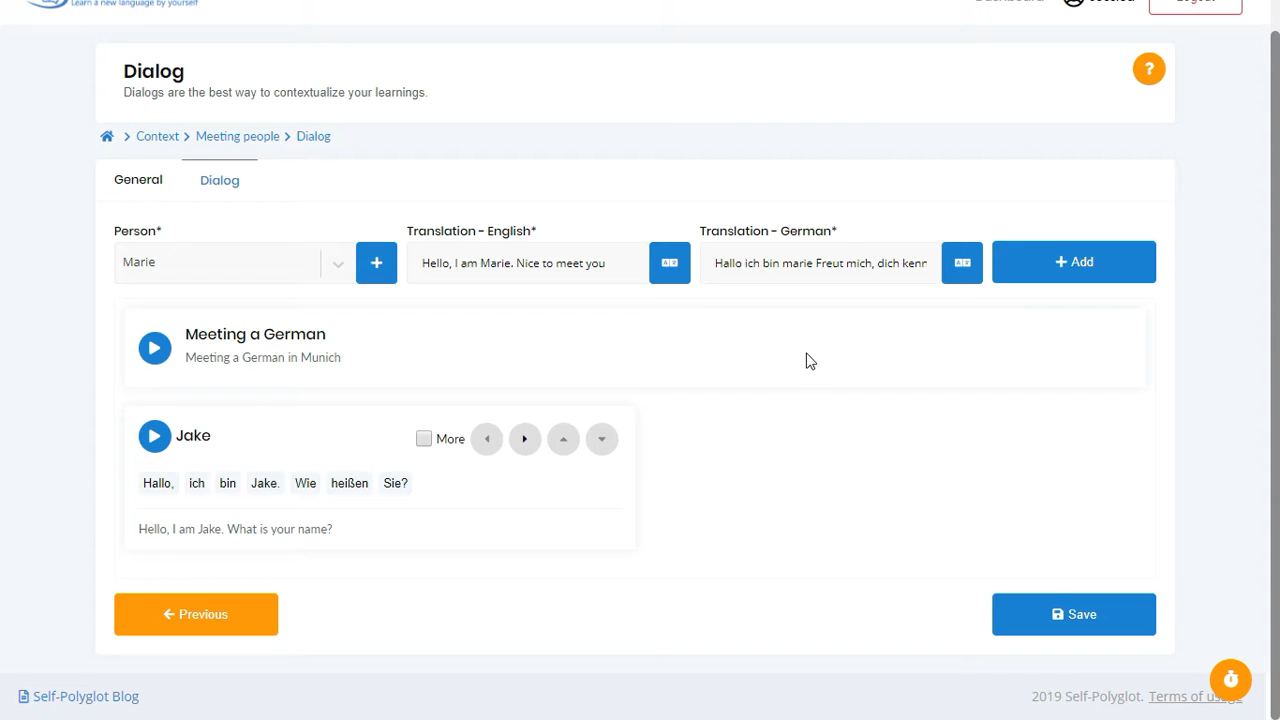 Learn a new language by yourself
Dialog
Dialogs are the best way to contextualize your learnings.
?
Context > Meeting people > Dialog
General Dialog
Person* Translation - English* Translation - German*
Marie + Hello, I am Marie. Nice to meet you Hallo ich bin marie Freut mich, dich kenn + Add
Meeting a German
Meeting a German in Munich
Jake More
Hallo, ich bin Jake. Wie heißen Sie?
Hello, I am Jake. What is your name?
Previous Save
Self-Polyglot Blog 2019 Self-Polyglot. Terms of